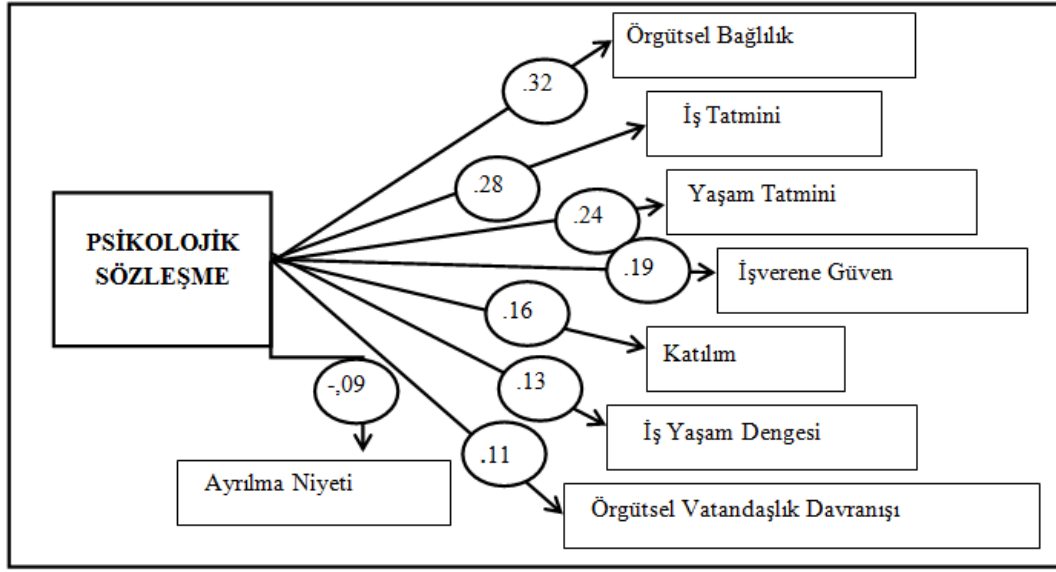 Örgütsel Bağlılık
.32
İş Tatmini
.28
Yaşam Tatmini
.24
PSİKOLOJİK
SÖZLEŞME
.19
İşverene Güven
.16
Katılım
-,09
.13
İş Yaşam Dengesi
.11
Ayrılma Niyeti
Örgütsel Vatandaşlık Davranışı